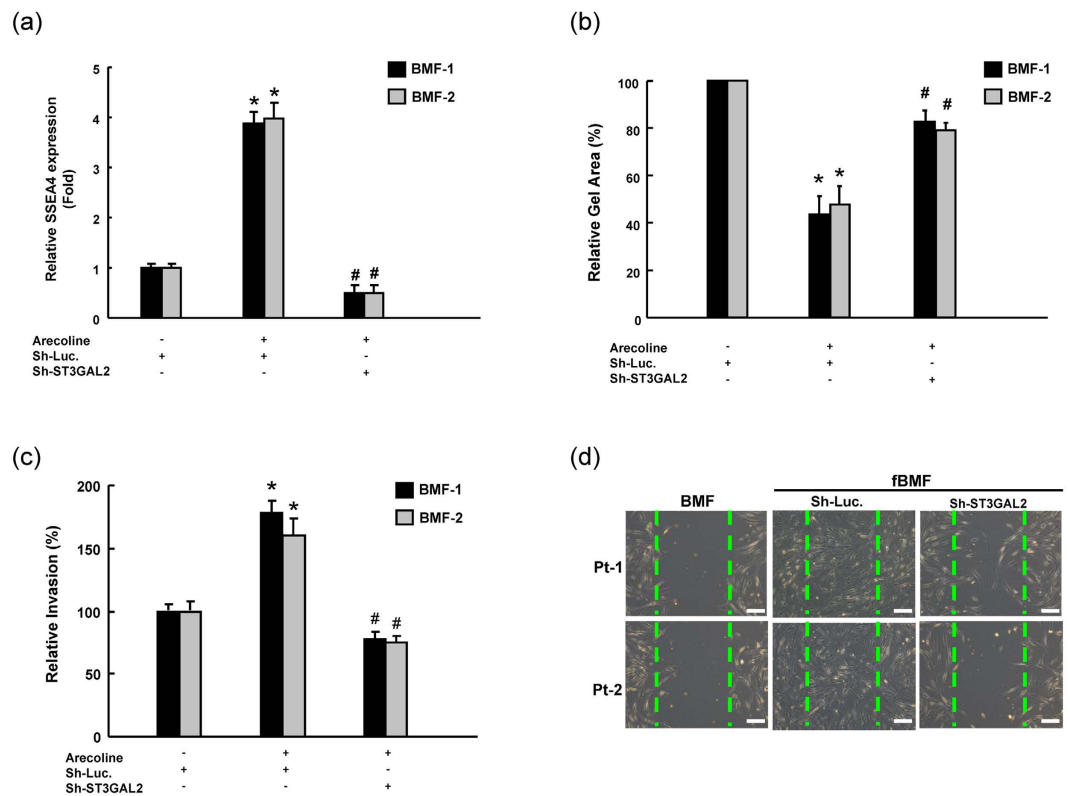 (a)
Relative SSEA4 expression
(Fold)
5
4
3
2
1
0
BMF-1
BMF-2
* *
# #
Arecoline - + +
Sh-Luc. + + -
Sh-ST3GAL2 - - +
(b)
Relative Gel Area (%)
100
80
60
40
20
0
BMF-1
BMF-2
* *
# #
Arecoline - + +
Sh-Luc. + + -
Sh-ST3GAL2 - - +
(c)
Relative Invasion (%)
200
150
100
50
0
BMF-1
BMF-2
* *
# #
Arecoline - + +
Sh-Luc. + + -
Sh-ST3GAL2 - - +
(d)
fBMF
BMF Sh-Luc. Sh-ST3GAL2
Pt-1
Pt-2